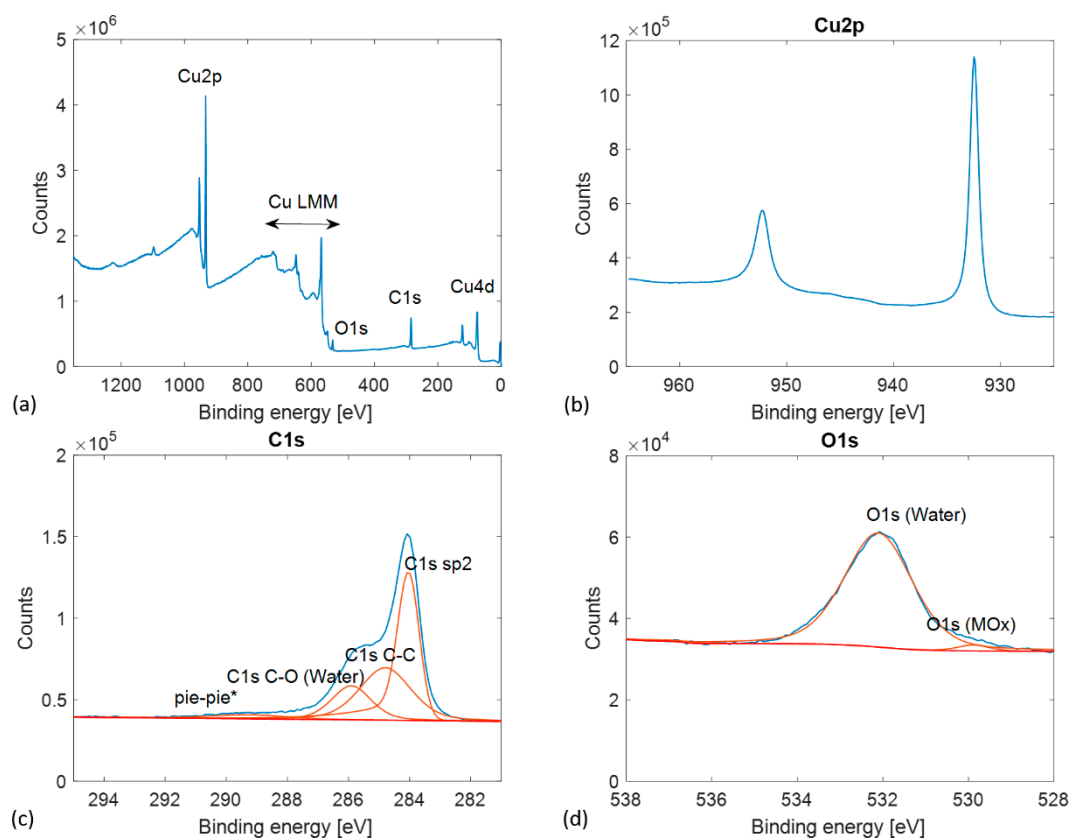 ×10⁶
5
4
3
2
1
0
Counts
Cu2p
Cu LMM
O1s
C1s
Cu4d
1200 1000 800 600 400 200 0
Binding energy [eV]
(a)
Cu2p
×10⁵
12
10
8
6
4
2
0
Counts
960 950 940 930
Binding energy [eV]
(b)
C1s
×10⁵
2
1.5
1
0.5
0
Counts
C1s sp2
C1s C-C
C1s C-O (Water)
pie-pie*
294 292 290 288 286 284 282
Binding energy [eV]
(c)
O1s
×10⁴
8
6
4
2
0
Counts
O1s (Water)
O1s (MOx)
538 536 534 532 530 528
Binding energy [eV]
(d)